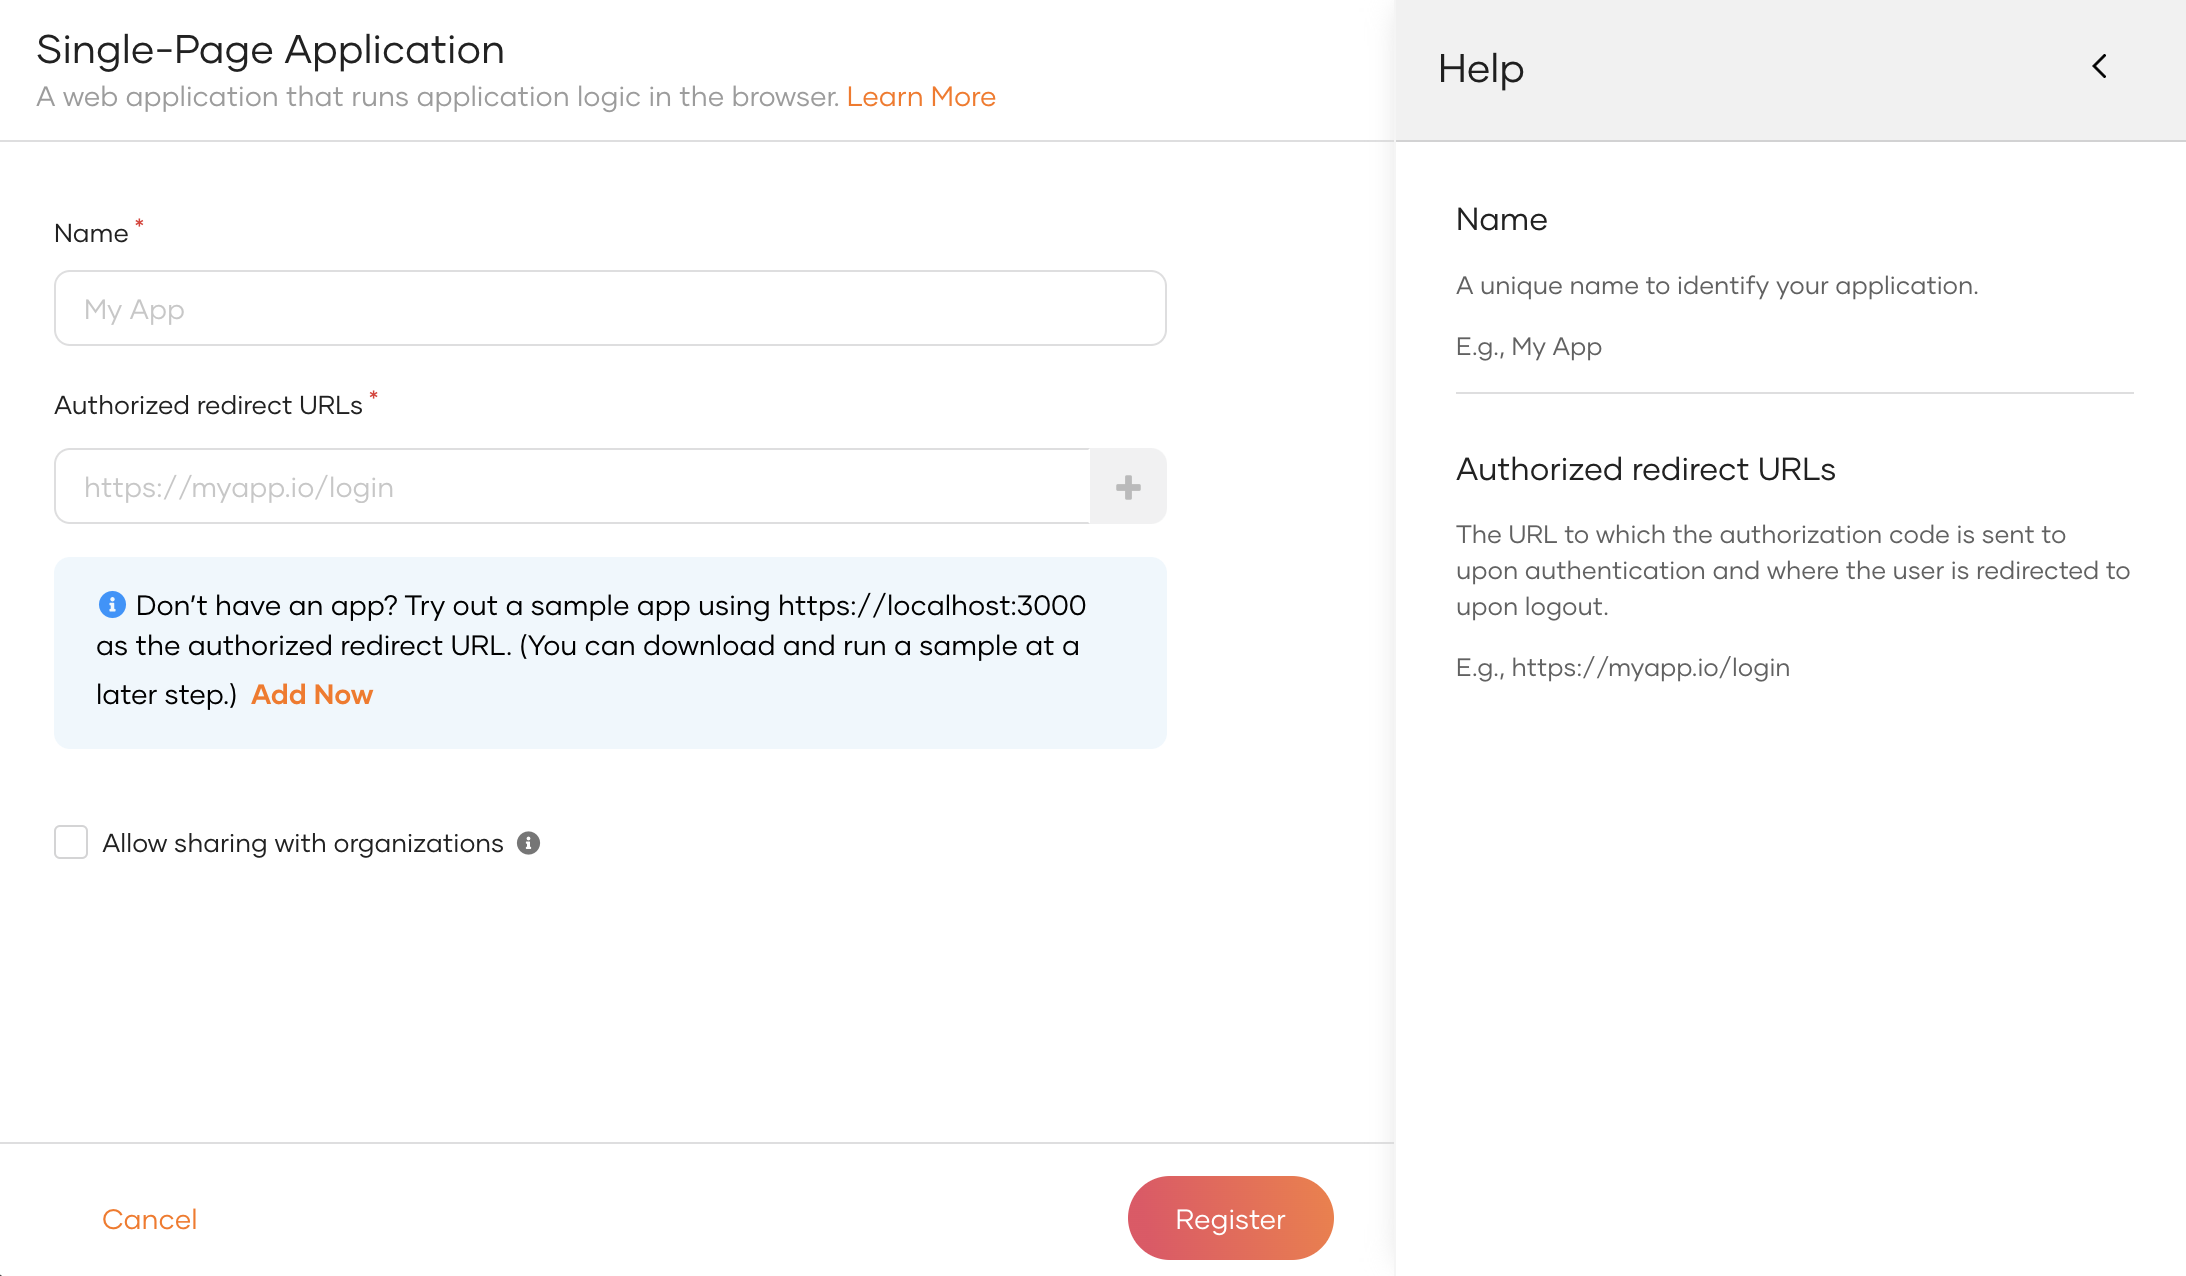 Single-Page Application
A web application that runs application logic in the browser. Learn More
Name *
My App
Authorized redirect URLs *
https://myapp.io/login
Don't have an app? Try out a sample app using https://localhost:3000
as the authorized redirect URL. (You can download and run a sample at a
later step.) Add Now
Allow sharing with organizations
Cancel
Register
Help
Name
A unique name to identify your application.
E.g., My App
Authorized redirect URLs
The URL to which the authorization code is sent to
upon authentication and where the user is redirected to
upon logout.
E.g., https://myapp.io/login